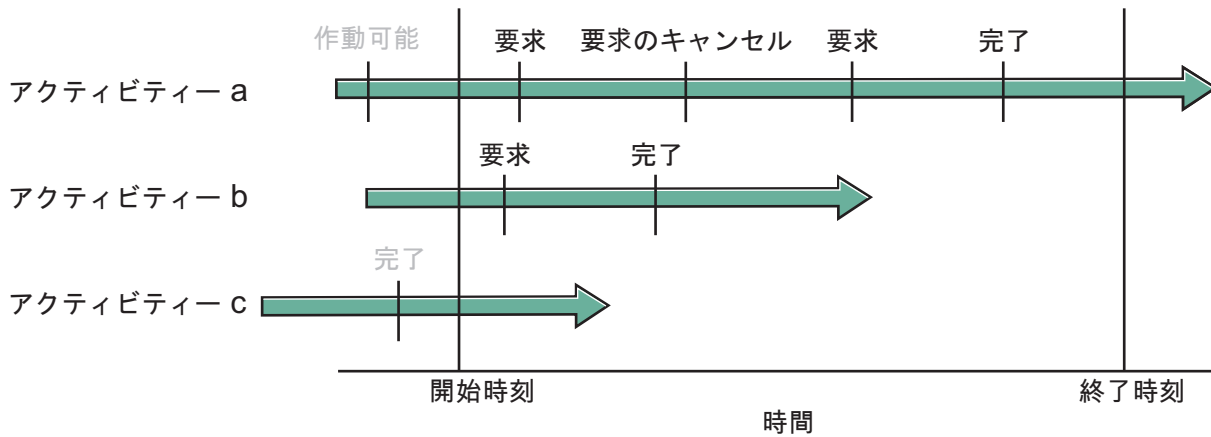 作動可能 要求 要求のキャンセル 要求 完了
アクティビティー a
要求 完了
アクティビティー b
完了
アクティビティー c
開始時刻 終了時刻
時間